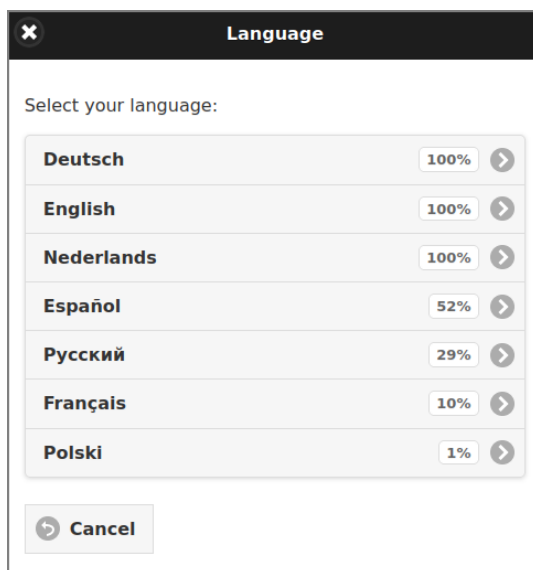 Language
Select your language:
Deutsch 100%
English 100%
Nederlands 100%
Español 52%
Русский 29%
Français 10%
Polski 1%
Cancel